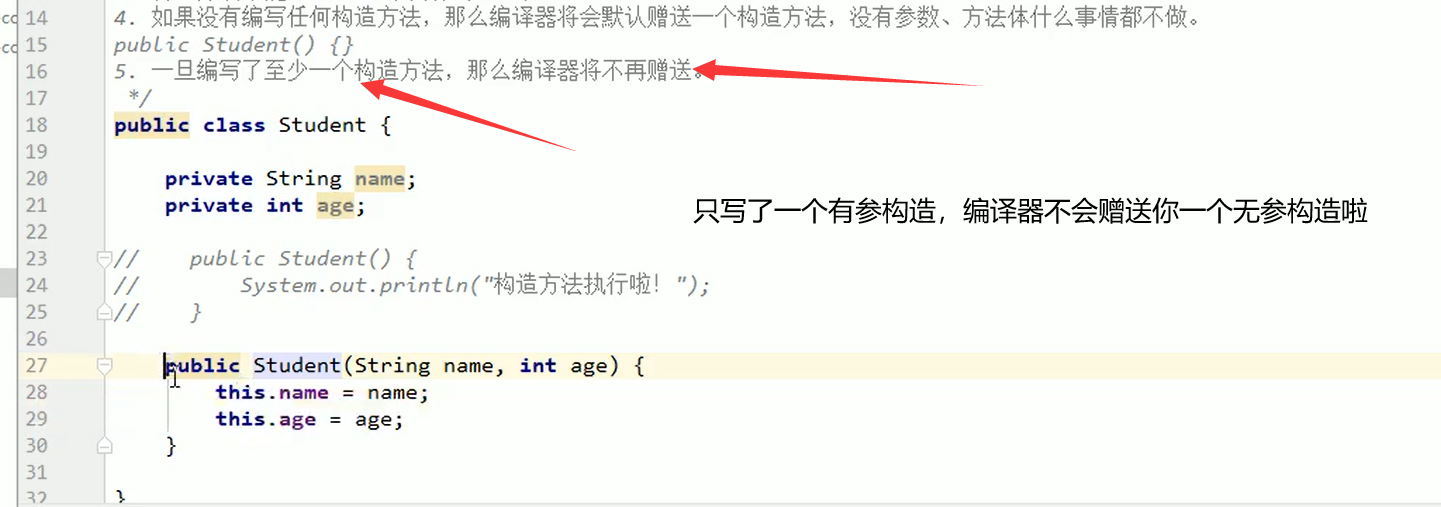 14 4. 如果没有编写任何构造方法，那么编译器将会默认赠送一个构造方法，没有参数、方法体什么事情都不做。
15 public Student() {}
16 5. 一旦编写了至少一个构造方法，那么编译器将不再赠送。
17 */
18 public class Student {
19
20 private String name;
21 private int age;
只写了一个有参构造，编译器不会赠送你一个无参构造啦
22
23 // public Student() {
24 // System.out.println("构造方法执行啦！");
25 // }
26
27 public Student(String name, int age) {
28 this.name = name;
29 this.age = age;
30 }
31
32 }